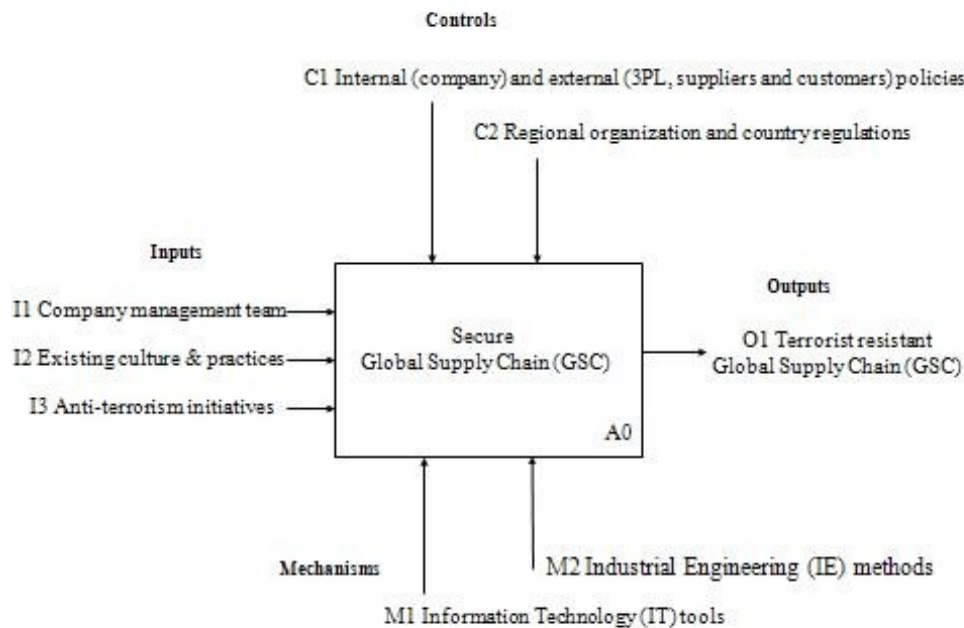 Controls
C1 Internal (company) and external (3PL, suppliers and customers) policies
C2 Regional organization and country regulations
Inputs
I1 Company management team
I2 Existing culture & practices
I3 Anti-terrorism initiatives
Secure
Global Supply Chain (GSC)
A0
Outputs
O1 Terrorist resistant
Global Supply Chain (GSC)
Mechanisms
M2 Industrial Engineering (IE) methods
M1 Information Technology (IT) tools